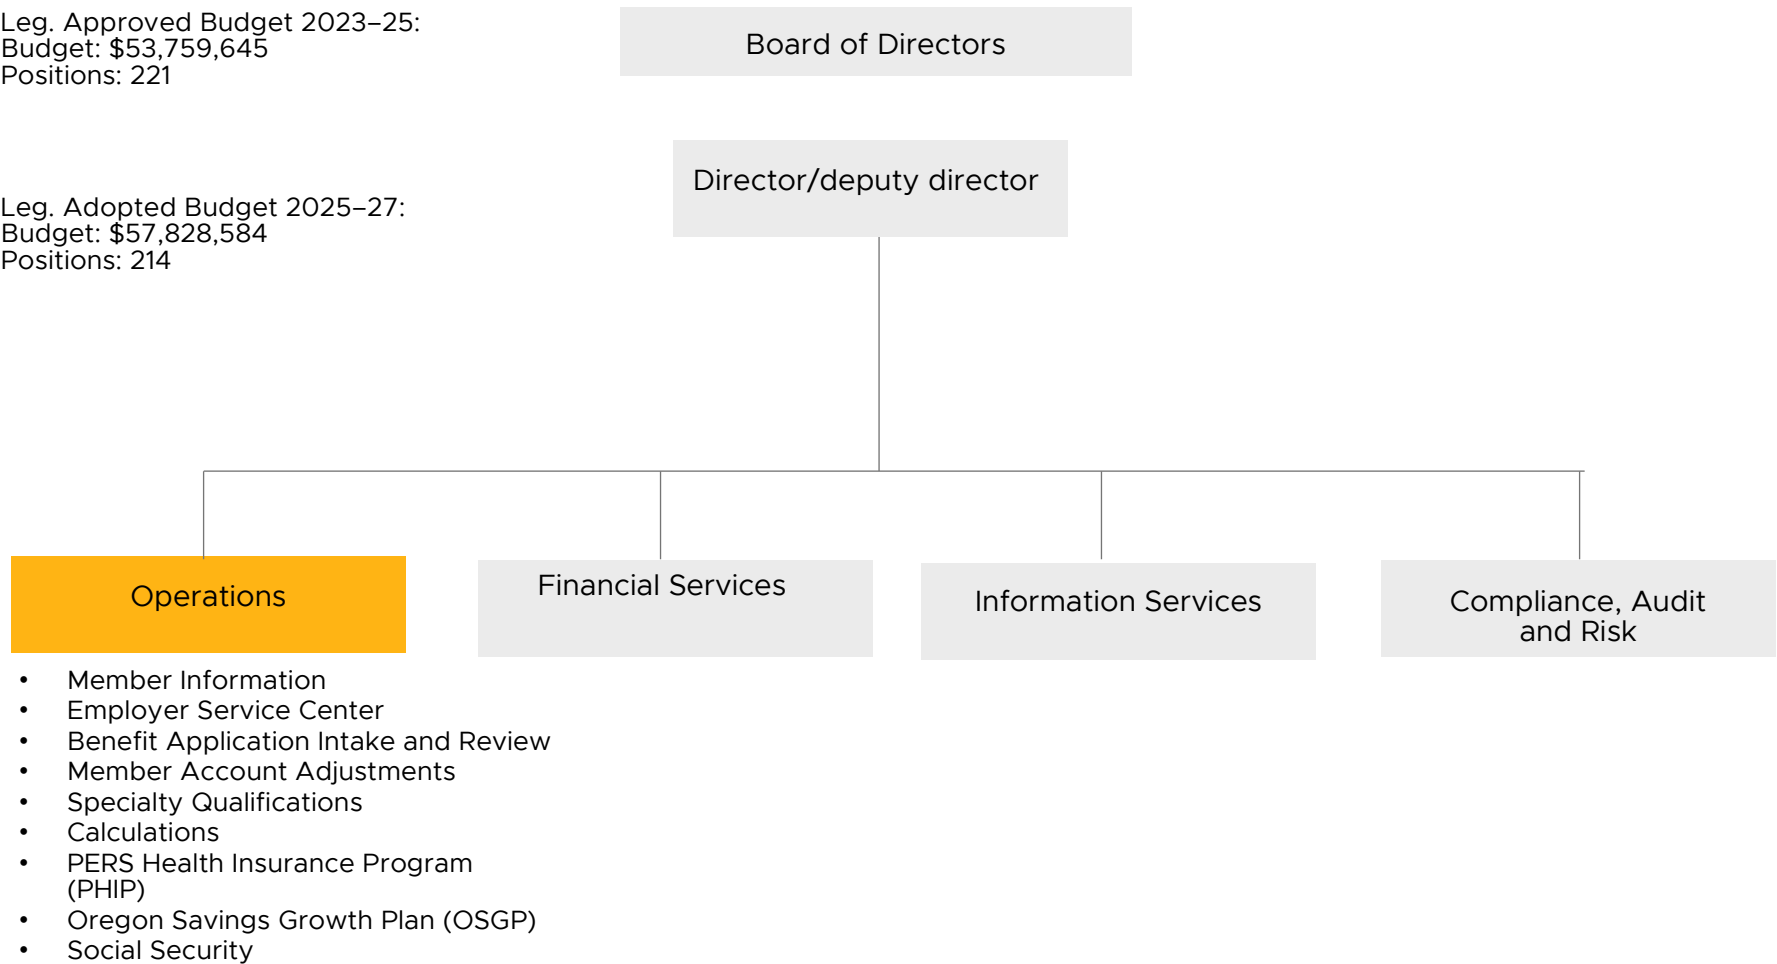 Leg. Approved Budget 2023–25:
Budget: $53,759,645
Positions: 221
Board of Directors
Director/deputy director
Leg. Adopted Budget 2025–27:
Budget: $57,828,584
Positions: 214
Operations
Financial Services
Information Services
Compliance, Audit
and Risk
• Member Information
• Employer Service Center
• Benefit Application Intake and Review
• Member Account Adjustments
• Specialty Qualifications
• Calculations
• PERS Health Insurance Program
(PHIP)
• Oregon Savings Growth Plan (OSGP)
• Social Security